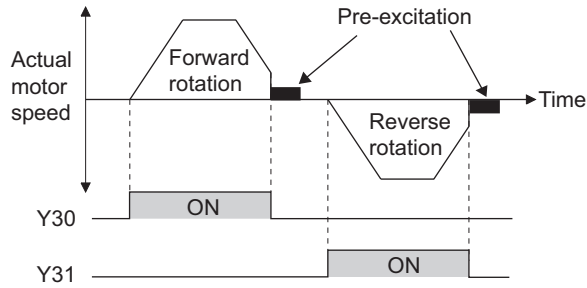 Pre-excitation
Actual
motor
speed
Forward
rotation
Time
Reverse
rotation
Y30
ON
Y31
ON